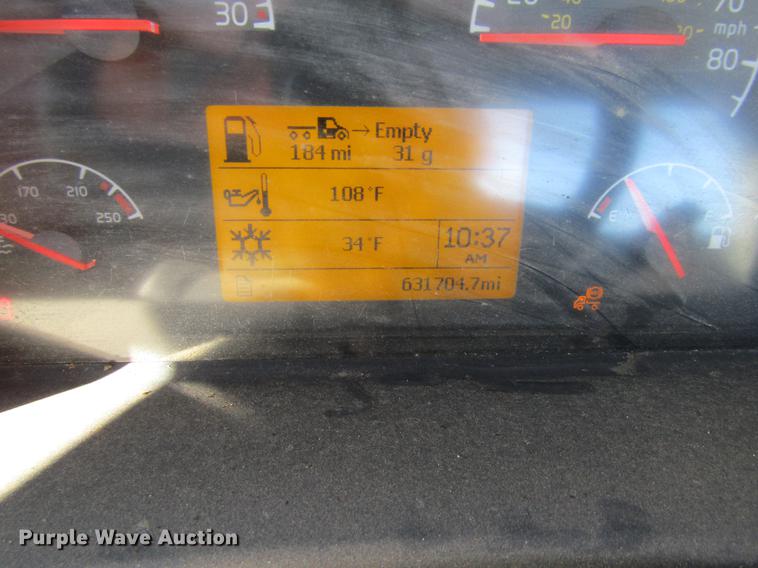 30
20
80
mph
70
→ Empty
184 mi 31 g
108°F
34°F
10:37
AM
631704.7mi
170 210
250
E
Purple Wave Auction